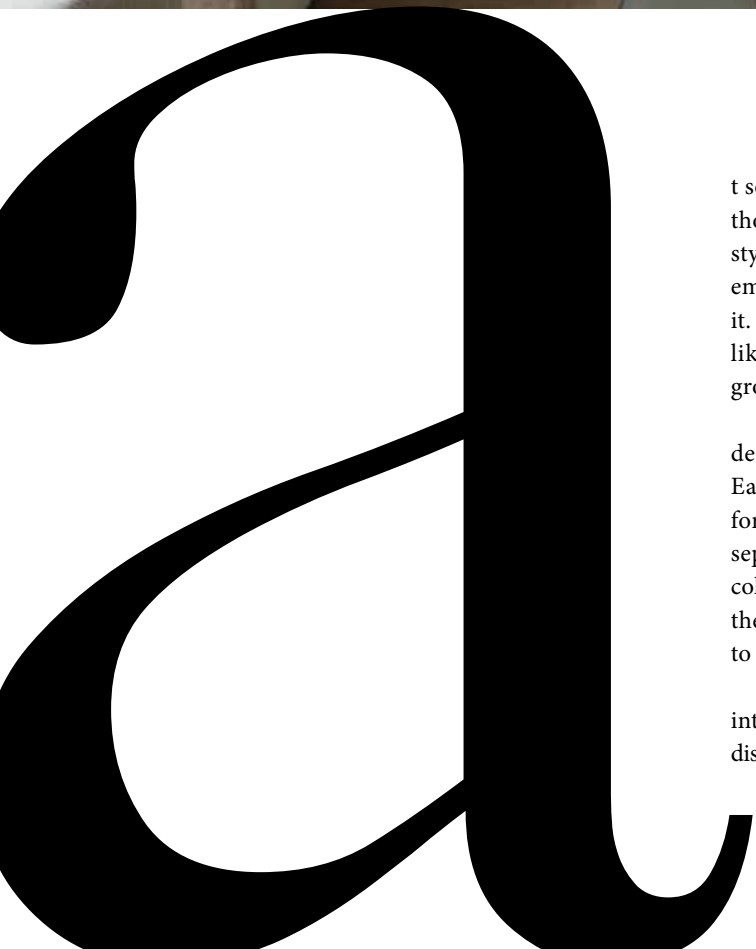 a
t s
the
sty
em
it.
lik
gro
de
Ea
for
sep
col
the
to
int
dis